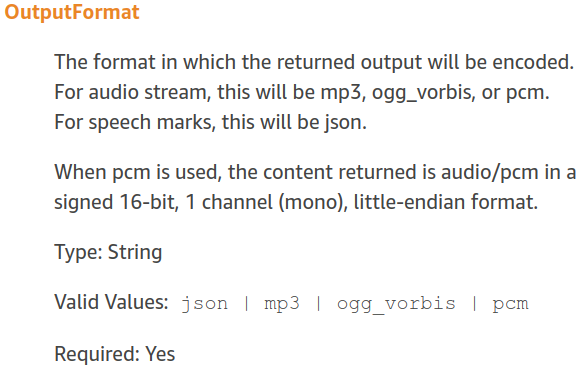 OutputFormat
The format in which the returned output will be encoded.
For audio stream, this will be mp3, ogg_vorbis, or pcm.
For speech marks, this will be json.
When pcm is used, the content returned is audio/pcm in a
signed 16-bit, 1 channel (mono), little-endian format.
Type: String
Valid Values: json | mp3 | ogg_vorbis | pcm
Required: Yes